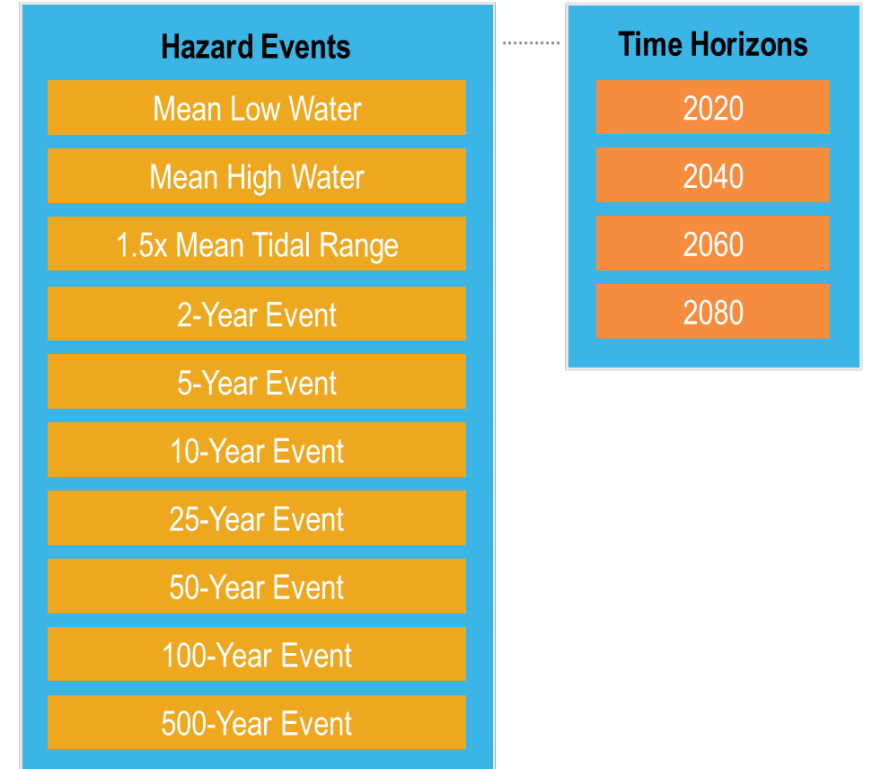 Hazard Events
Mean Low Water
Mean High Water
1.5x Mean Tidal Range
2-Year Event
5-Year Event
10-Year Event
25-Year Event
50-Year Event
100-Year Event
500-Year Event
Time Horizons
2020
2040
2060
2080